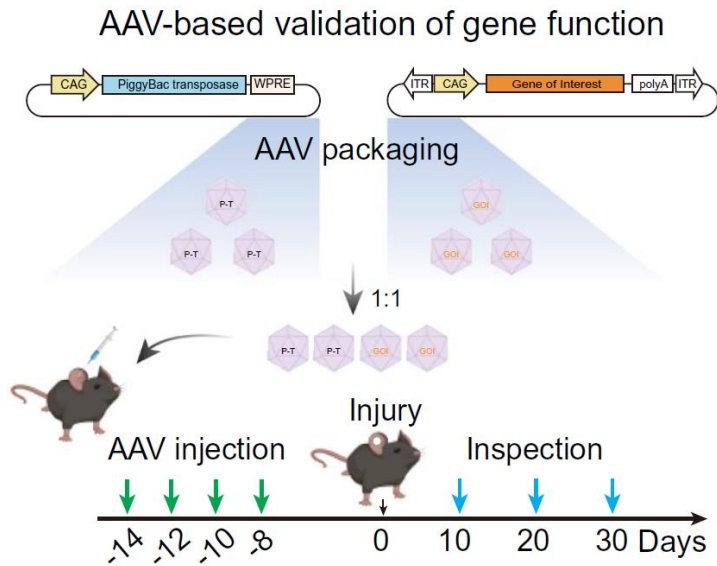 AAV-based validation of gene function
CAG PiggyBac transposase WPRE
ITR CAG Gene of Interest polyA ITR
AAV packaging
P-T
GOI
P-T P-T
GOI GOI
1:1
P-T P-T GOI GOI
Injury
AAV injection
Inspection
-14 -12 -10 -8 0 10 20 30 Days